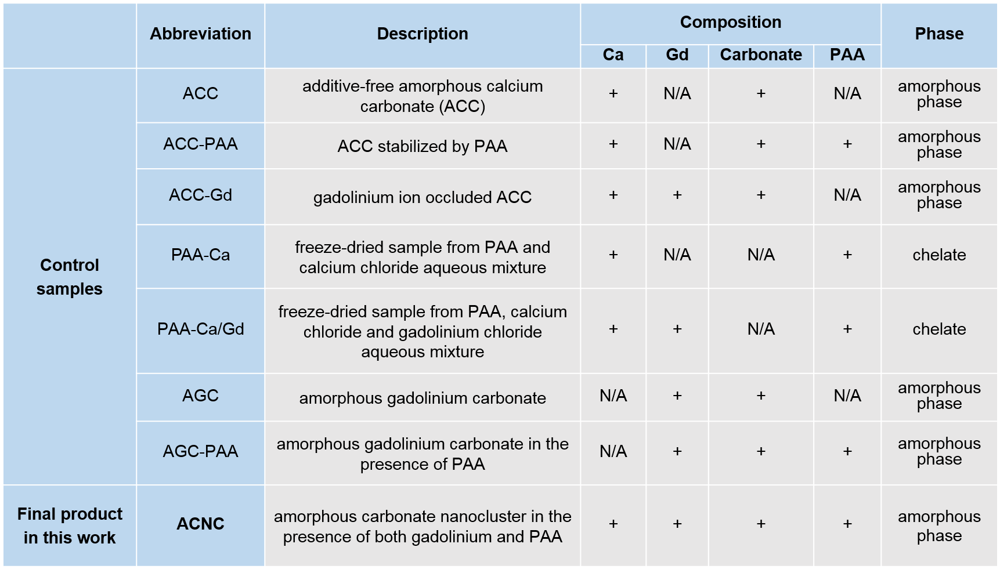 Abbreviation Description Composition Phase
Ca Gd Carbonate PAA
Control
samples
ACC
additive-free amorphous calcium
carbonate (ACC)
+ N/A + N/A
amorphous
phase
ACC-PAA
ACC stabilized by PAA
+ N/A + +
amorphous
phase
ACC-Gd
gadolinium ion occluded ACC
+ + + N/A
amorphous
phase
PAA-Ca
freeze-dried sample from PAA and
calcium chloride aqueous mixture
+ N/A N/A +
chelate
PAA-Ca/Gd
freeze-dried sample from PAA, calcium
chloride and gadolinium chloride
aqueous mixture
+ + N/A +
chelate
AGC
amorphous gadolinium carbonate
N/A + + N/A
amorphous
phase
AGC-PAA
amorphous gadolinium carbonate in the
presence of PAA
N/A + + +
amorphous
phase
Final product
in this work
ACNC
amorphous carbonate nanocluster in the
presence of both gadolinium and PAA
+ + + +
amorphous
phase